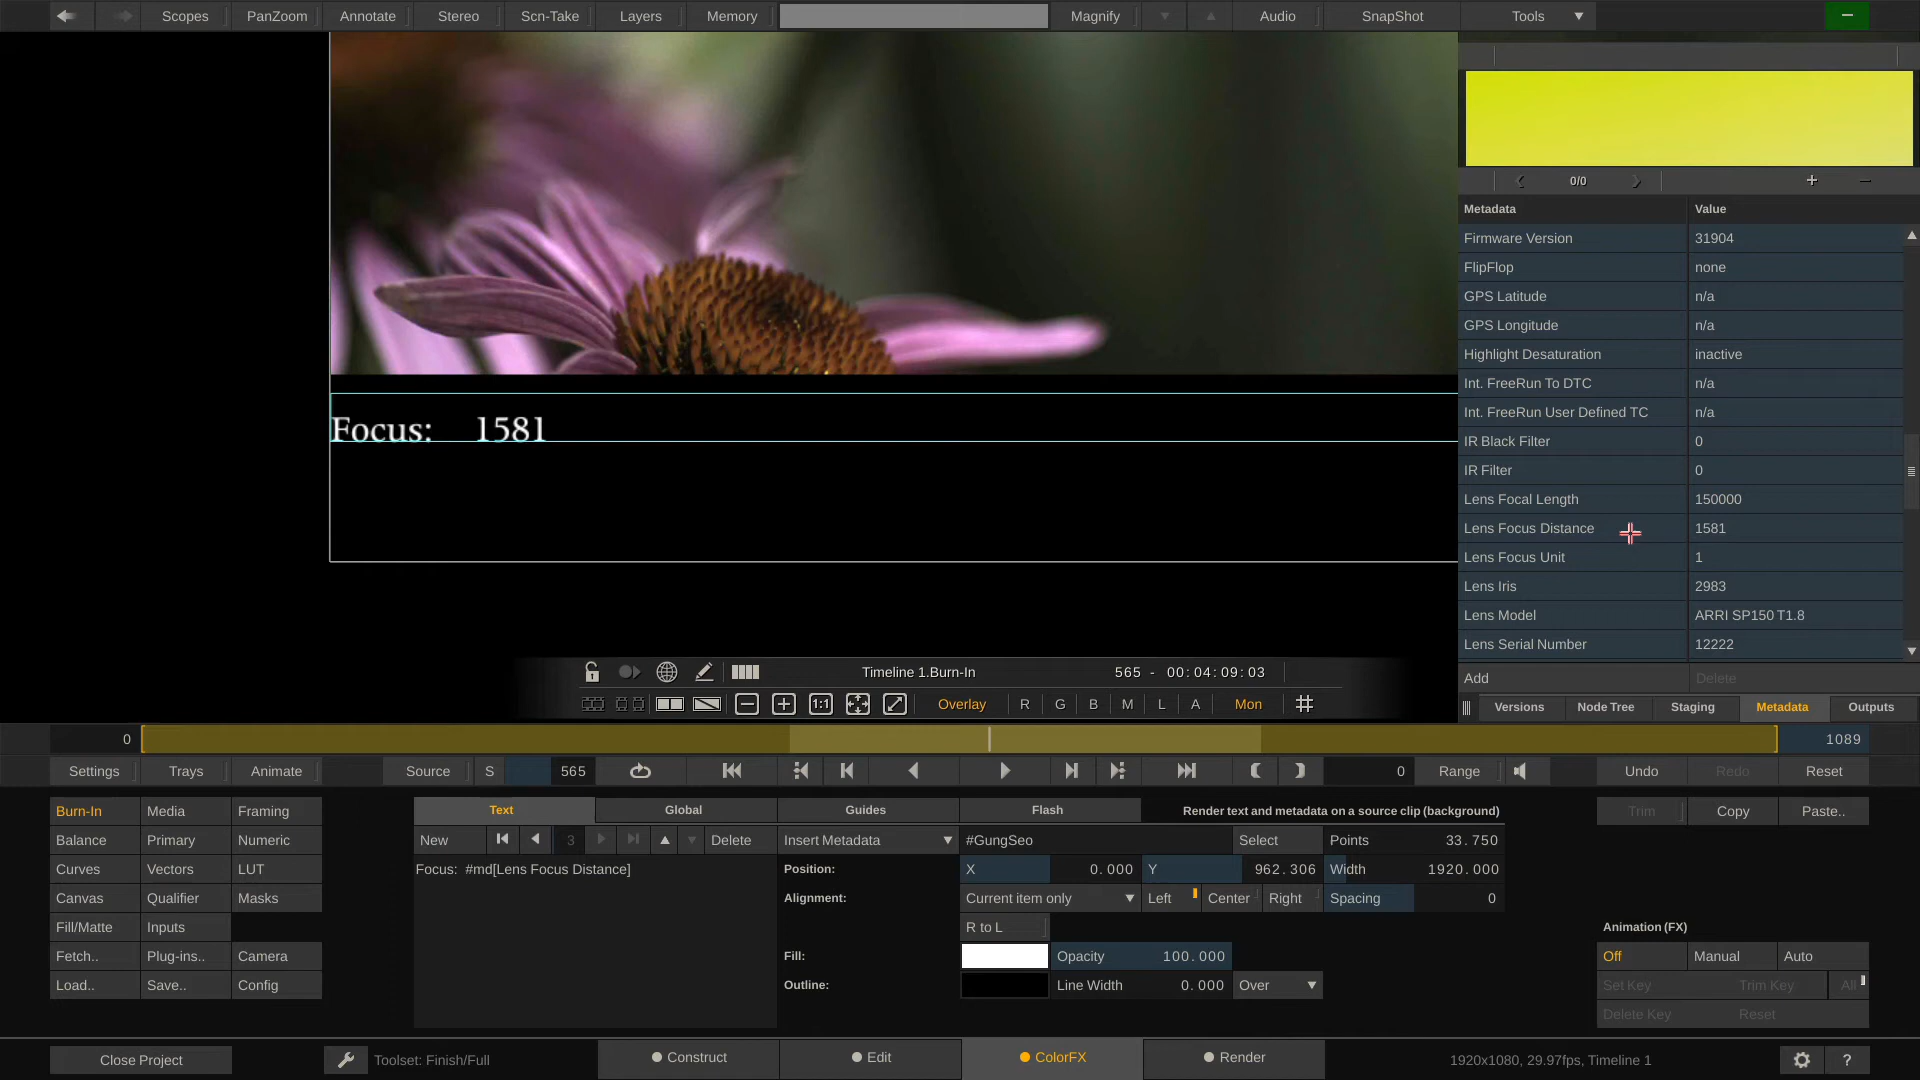 Scopes PanZoom Annotate Stereo Scn-Take Layers Memory Magnify Audio SnapShot Tools
0/0
Metadata Value
Firmware Version 31904
FlipFlop none
GPS Latitude n/a
GPS Longitude n/a
Highlight Desaturation inactive
Int. FreeRun To DTC n/a
Int. FreeRun User Defined TC n/a
IR Black Filter 0
IR Filter 0
Lens Focal Length 150000
Lens Focus Distance 1581
Lens Focus Unit 1
Lens Iris 2983
Lens Model ARRI SP150 T1.8
Lens Serial Number 12222
Add Delete
Versions Node Tree Staging Metadata Outputs
Focus: 1581
Timeline 1.Burn-In 565 - 00:04:09:03
1:1 Overlay R G B M L A Mon
0 1089
Settings Trays Animate Source S 565 0 Range Undo Redo Reset
Burn-In Media Framing
Balance Primary Numeric
Curves Vectors LUT
Canvas Qualifier Masks
Fill/Matte Inputs
Fetch.. Plug-ins.. Camera
Load.. Save.. Config
Text Global Guides Flash Render text and metadata on a source clip (background)
New 3 Delete Insert Metadata #GungSeo Select Points 33.750
Focus: #md[Lens Focus Distance]
Position: X 0.000 Y 962.306 Width 1920.000
Alignment: Current item only Left Center Right Spacing 0
R to L
Fill: Opacity 100.000
Outline: Line Width 0.000 Over
Trim Copy Paste..
Animation (FX)
Off Manual Auto
Set Key Trim Key All
Delete Key Reset
Close Project Toolset: Finish/Full Construct Edit ColorFX Render 1920x1080, 29.97fps, Timeline 1 ?